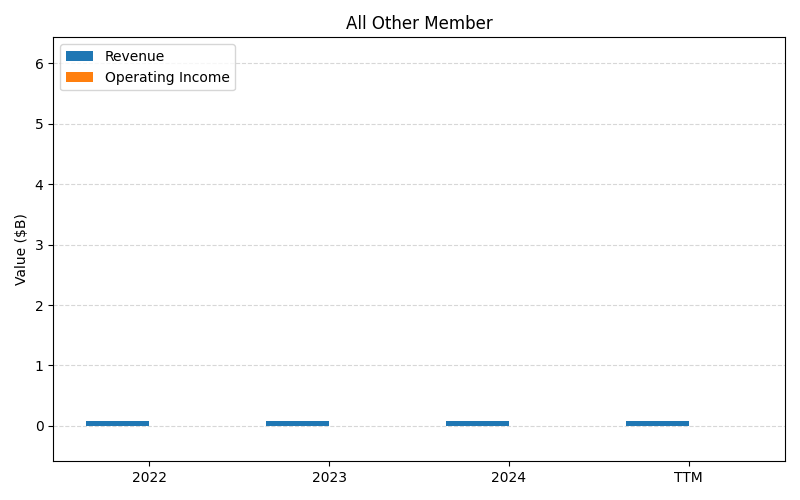 All Other Member
Revenue
Operating Income
Value ($B)
6
5
4
3
2
1
0
2022
2023
2024
TTM